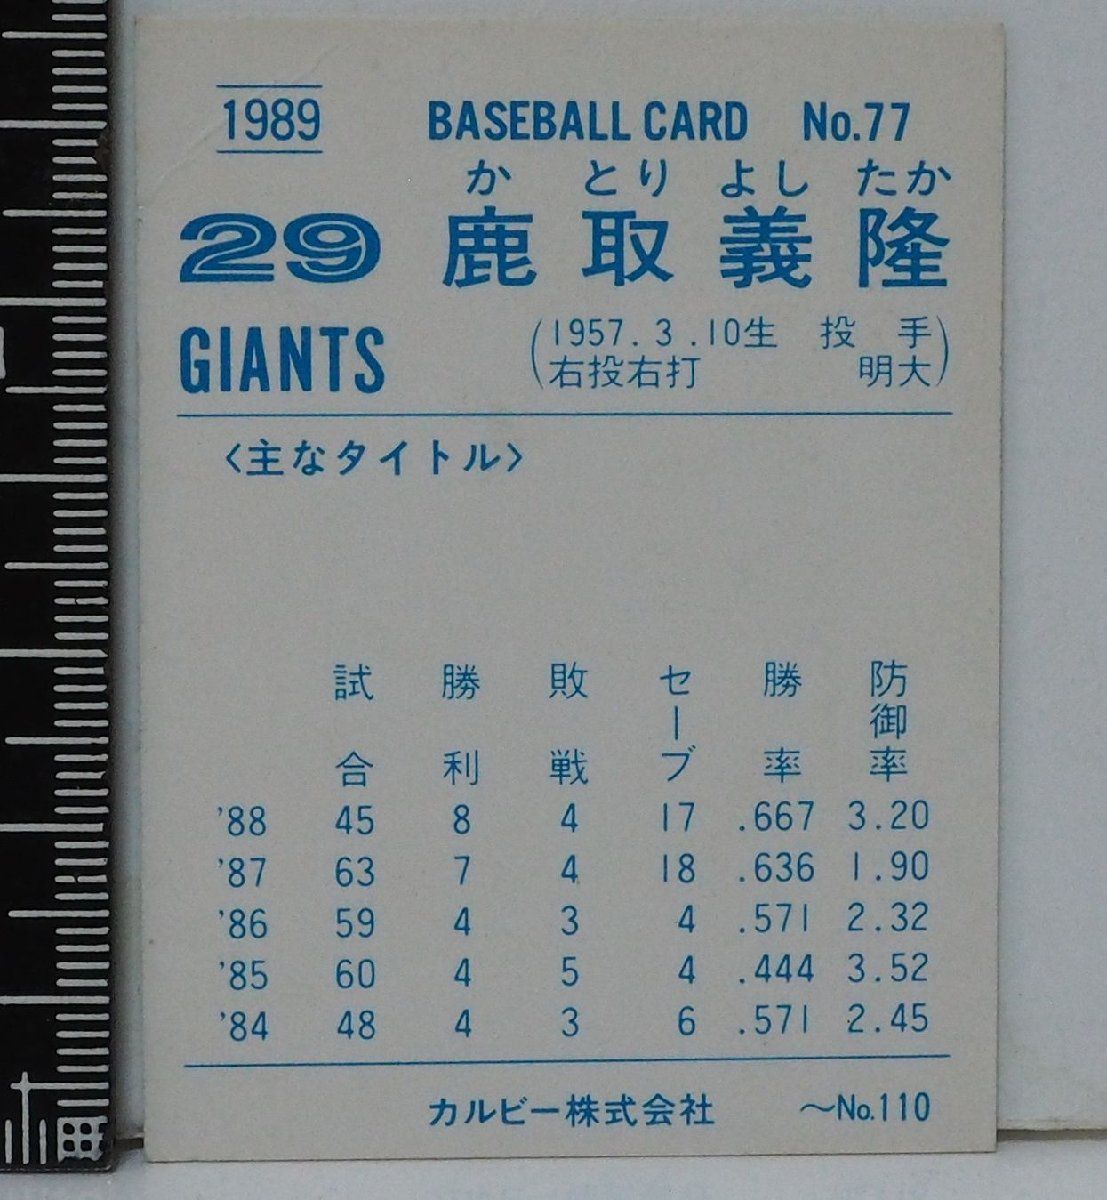 1989 BASEBALL CARD No.77
か とり よし たか
29 鹿取義隆
GIANTS (1957.3.10生 投手
右投右打 明大)
〈主なタイトル〉
試合 勝利 敗戦 セーブ 勝率 防御率
'88 45 8 4 17 .667 3.20
'87 63 7 4 18 .636 1.90
'86 59 4 3 4 .571 2.32
'85 60 4 5 4 .444 3.52
'84 48 4 3 6 .571 2.45
カルビー株式会社 〜No.110